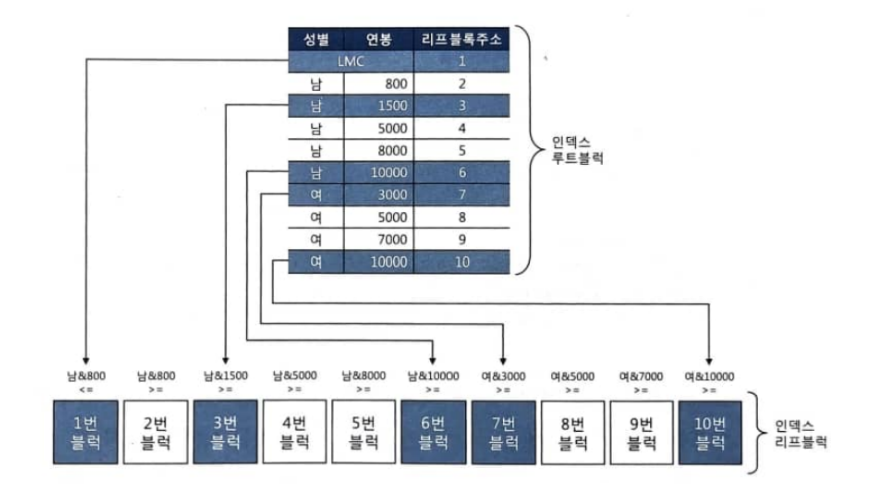 성별 연봉 리프블록주소
LMC 1
남 800 2
남 1500 3
남 5000 4
남 8000 5
남 10000 6
여 3000 7
여 5000 8
여 7000 9
여 10000 10
인덱스
루트블럭
남&800 남&800 남&1500 남&5000 남&8000 남&10000 여&3000 여&5000 여&7000 여&10000
<= >= >= >= >= >= >= >= >= >=
1번 2번 3번 4번 5번 6번 7번 8번 9번 10번
블럭 블럭 블럭 블럭 블럭 블럭 블럭 블럭 블럭 블럭
인덱스
리프블럭